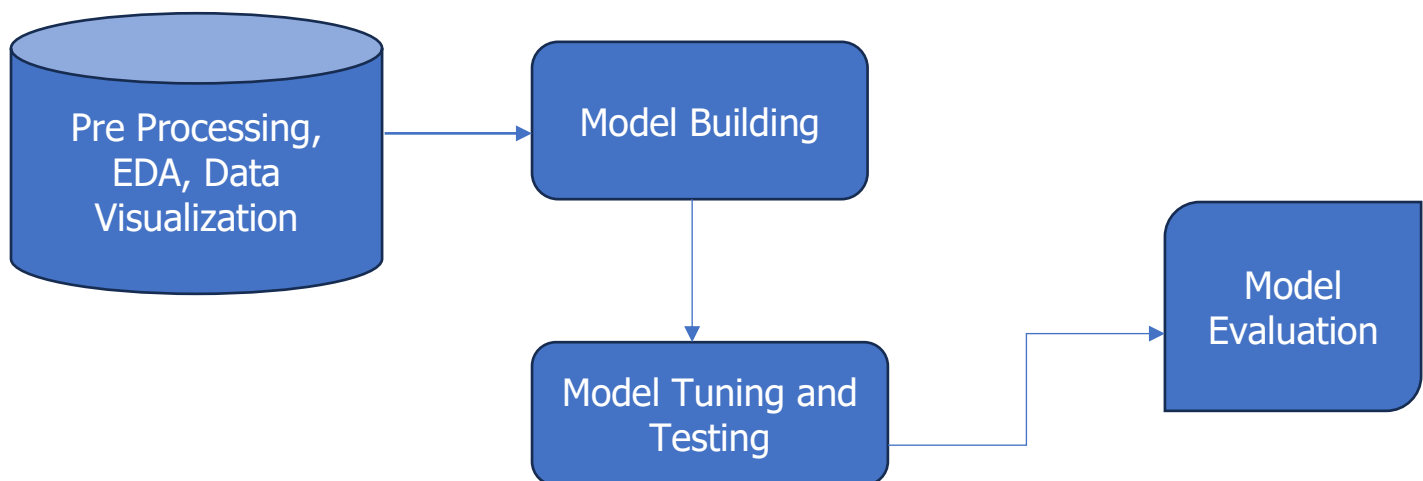 Pre Processing,
EDA, Data
Visualization
Model Building
Model Tuning and
Testing
Model
Evaluation